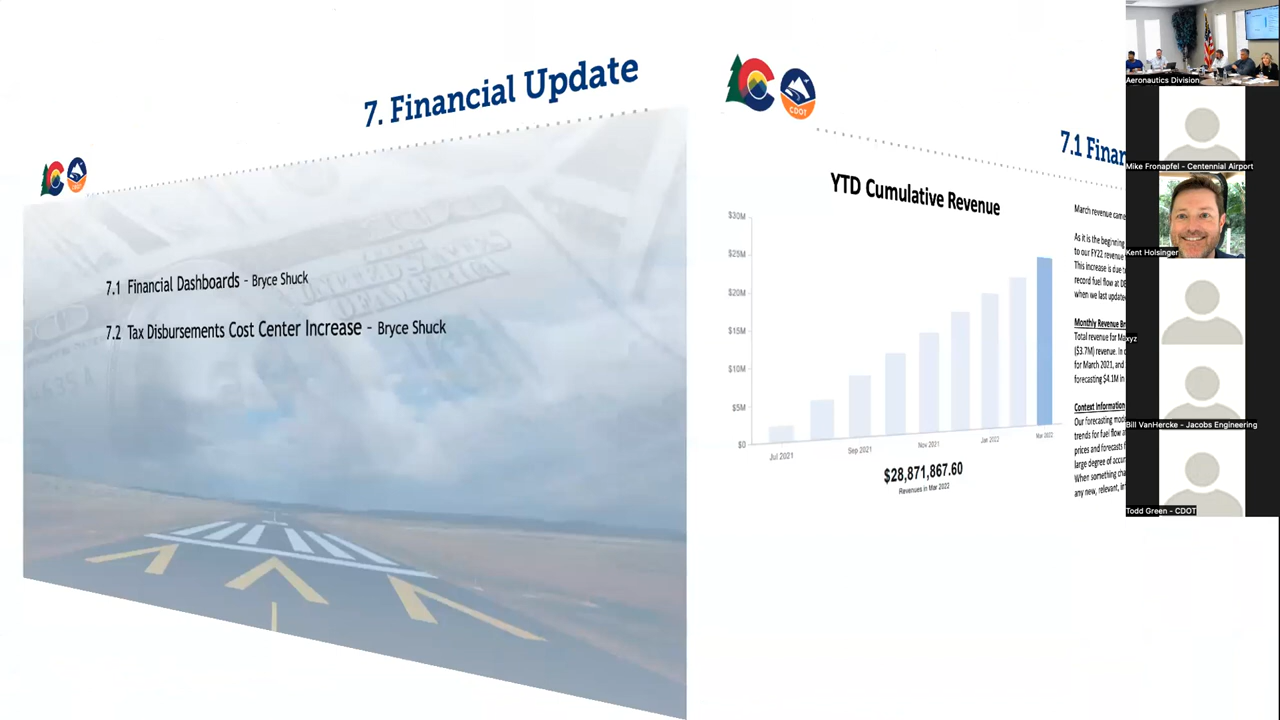 7. Financial Update
7.1 Financial Dashboards - Bryce Shuck
7.2 Tax Disbursements Cost Center Increase - Bryce Shuck
CDOT
YTD Cumulative Revenue
$30M
$25M
$20M
$15M
$10M
$5M
$0
Jul 2021
Sep 2021
Nov 2021
Jan 2022
Mar 2022
$28,871,867.60
Revenues in Mar 2022
7.1 Finan
March revenue came
As it is the beginning
to our FY22 revenue
This increase is due to
record fuel flow at DE
when we last update
Monthly Revenue Br
Total revenue for Ma
($3.7M) revenue. In
for March 2021, and
forecasting $4.1M in
Context Information
Our forecasting mod
trends for fuel flow a
prices and forecasts f
large degree of accur
When something cha
any new, relevant, in
Aeronautics Division
Mike Fronapfel - Centennial Airport
Kent Holsinger
xyz
Bill VanHercke - Jacobs Engineering
Todd Green - CDOT